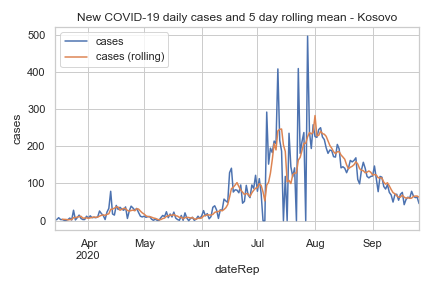 New COVID-19 daily cases and 5 day rolling mean - Kosovo
cases
cases (rolling)
500
400
300
200
100
0
cases
Apr
2020
May
Jun
Jul
Aug
Sep
dateRep